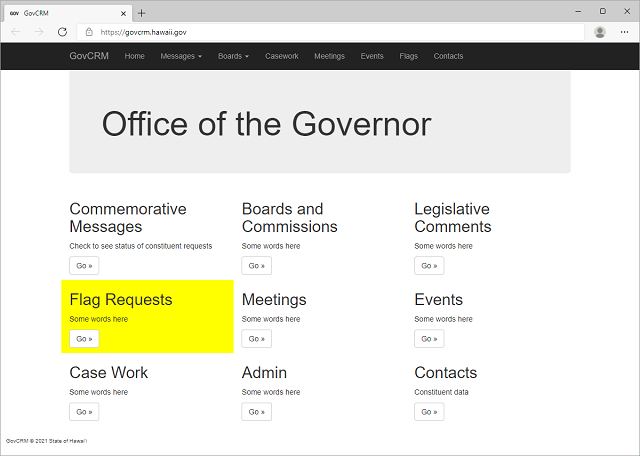 GOV GovCRM
https://govcrm.hawaii.gov
GovCRM Home Messages Boards Casework Meetings Events Flags Contacts
Office of the Governor
Commemorative
Messages
Check to see status of constituent requests
Go »
Boards and
Commissions
Some words here
Go »
Legislative
Comments
Some words here
Go »
Flag Requests
Some words here
Go »
Meetings
Some words here
Go »
Events
Some words here
Go »
Case Work
Some words here
Go »
Admin
Some words here
Go »
Contacts
Constituent data
Go »
GovCRM © 2021 State of Hawaiʻi